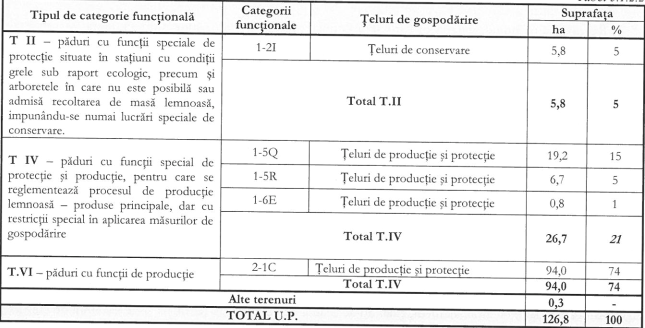 Tipul de categorie funcțională
Categorii
funcționale
Țeluri de gospodărire
Suprafața
ha
%
T II – păduri cu funcții speciale de
protecție situate în stațiuni cu condiții
grele sub raport ecologic, precum și
arboretele în care nu este posibilă sau
admisă recoltarea de masă lemnoasă,
impunându-se numai lucrări speciale de
conservare.
1-2I
Țeluri de conservare
5,8
5
Total T.II
5,8
5
T IV – păduri cu funcții special de
protecție și producție, pentru care se
reglementează procesul de producție
lemnoasă – produse principale, dar cu
restricții special în aplicarea măsurilor de
gospodărire
1-5Q
Țeluri de producție și protecție
19,2
15
1-5R
Țeluri de producție și protecție
6,7
5
1-6E
Țeluri de producție și protecție
0,8
1
Total T.IV
26,7
21
T.VI – păduri cu funcții de producție
2-1C
Țeluri de producție și protecție
94,0
74
Total T.IV
94,0
74
Alte terenuri
0,3
-
TOTAL U.P.
126,8
100